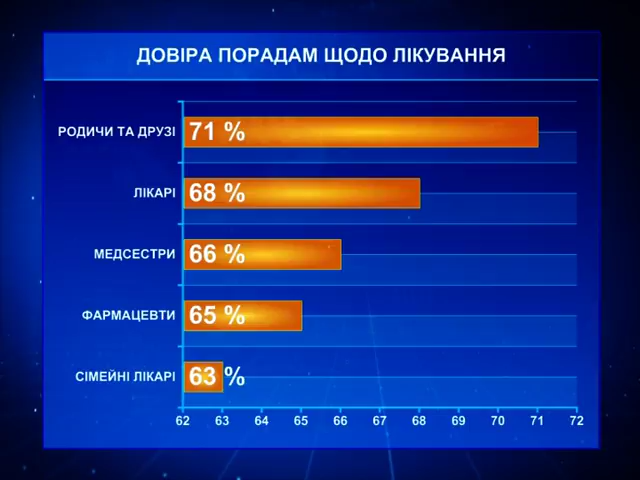 ДОВІРА ПОРАДАМ ЩОДО ЛІКУВАННЯ
РОДИЧИ ТА ДРУЗІ 71 %
ЛІКАРІ 68 %
МЕДСЕСТРИ 66 %
ФАРМАЦЕВТИ 65 %
СІМЕЙНІ ЛІКАРІ 63 %
62 63 64 65 66 67 68 69 70 71 72